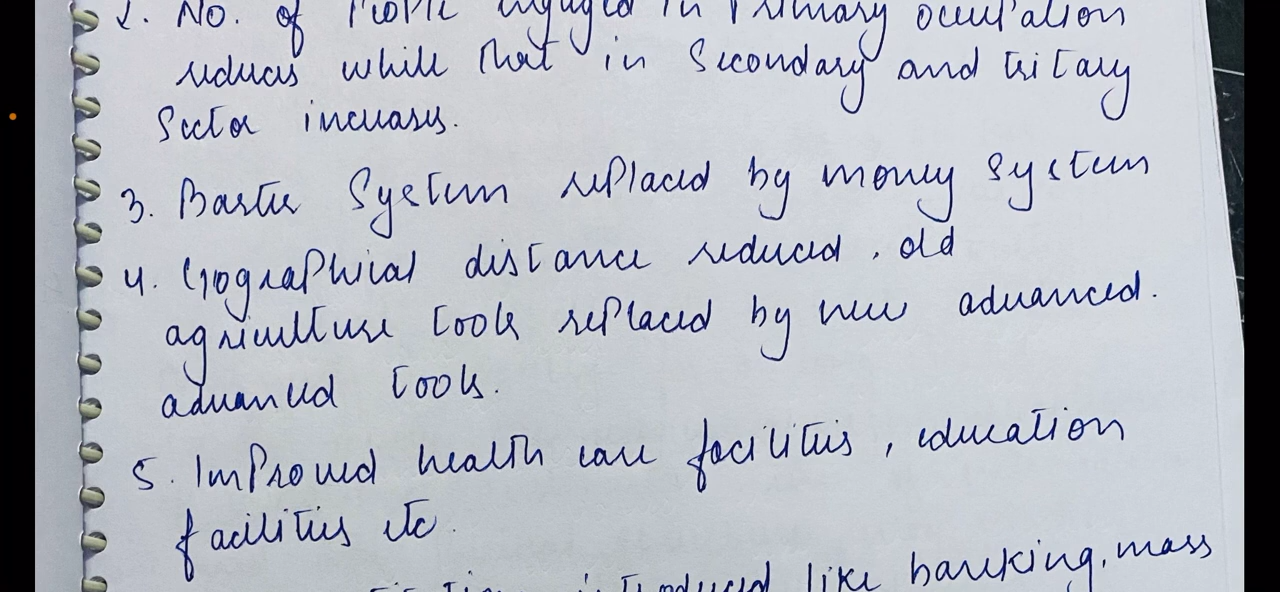 2. No. of People engaged in Primary occupation
reduces while that in Secondary and tritary
Sector increases.
3. Barter System replaced by money system
4. Geographical distance reduced, old
agriculture tools replaced by new advanced.
advanced tools.
5. Improved health care facilities, education
facilities etc.
introduced like banking, mass